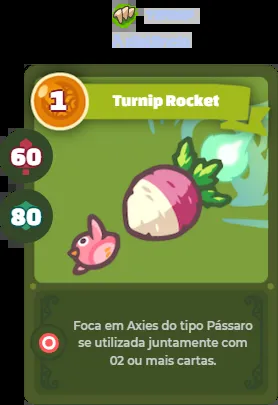 1
Turnip Rocket
60
80
Foca em Axies do tipo Pássaro
se utilizada juntamente com
02 ou mais cartas.